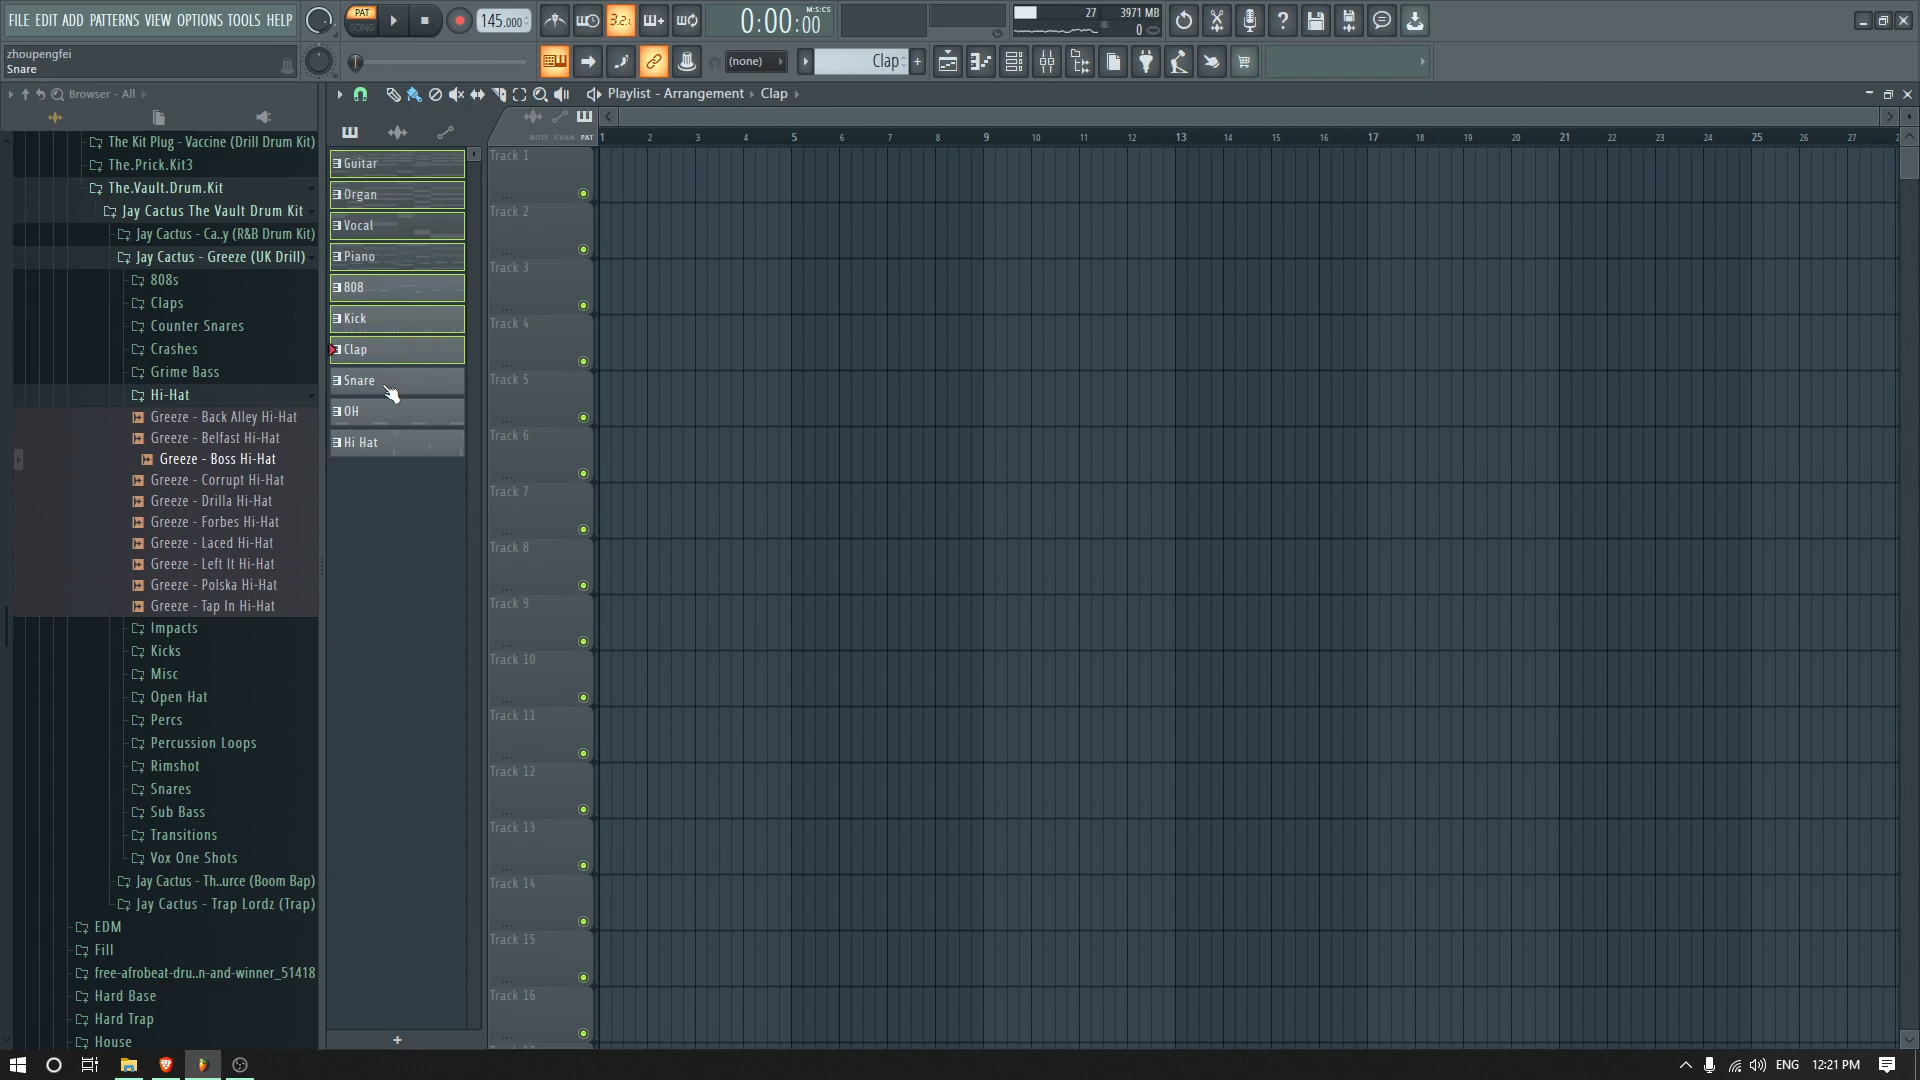 FILE EDIT ADD PATTERNS VIEW OPTIONS TOOLS HELP
PAT
SONG
145.000
3.2.
0:00:00
M:S:CS
27
3971 MB
0
zhoupengfei
Snare
(none)
Clap
Browser - All
Playlist - Arrangement
Clap
NOTE CHAN PAT
1 2 3 4 5 6 7 8 9 10 11 12 13 14 15 16 17 18 19 20 21 22 23 24 25 26 27
The Kit Plug - Vaccine (Drill Drum Kit)
The.Prick.Kit3
The.Vault.Drum.Kit
Jay Cactus The Vault Drum Kit
Jay Cactus - Ca..y (R&B Drum Kit)
Jay Cactus - Greeze (UK Drill)
808s
Claps
Counter Snares
Crashes
Grime Bass
Hi-Hat
Greeze - Back Alley Hi-Hat
Greeze - Belfast Hi-Hat
Greeze - Boss Hi-Hat
Greeze - Corrupt Hi-Hat
Greeze - Drilla Hi-Hat
Greeze - Forbes Hi-Hat
Greeze - Laced Hi-Hat
Greeze - Left It Hi-Hat
Greeze - Polska Hi-Hat
Greeze - Tap In Hi-Hat
Impacts
Kicks
Misc
Open Hat
Percs
Percussion Loops
Rimshot
Snares
Sub Bass
Transitions
Vox One Shots
Jay Cactus - Th..urce (Boom Bap)
Jay Cactus - Trap Lordz (Trap)
EDM
Fill
free-afrobeat-dru..n-and-winner_51418
Hard Base
Hard Trap
House
Guitar
Organ
Vocal
Piano
808
Kick
Clap
Snare
OH
Hi Hat
Track 1
Track 2
Track 3
Track 4
Track 5
Track 6
Track 7
Track 8
Track 9
Track 10
Track 11
Track 12
Track 13
Track 14
Track 15
Track 16
ENG
12:21 PM